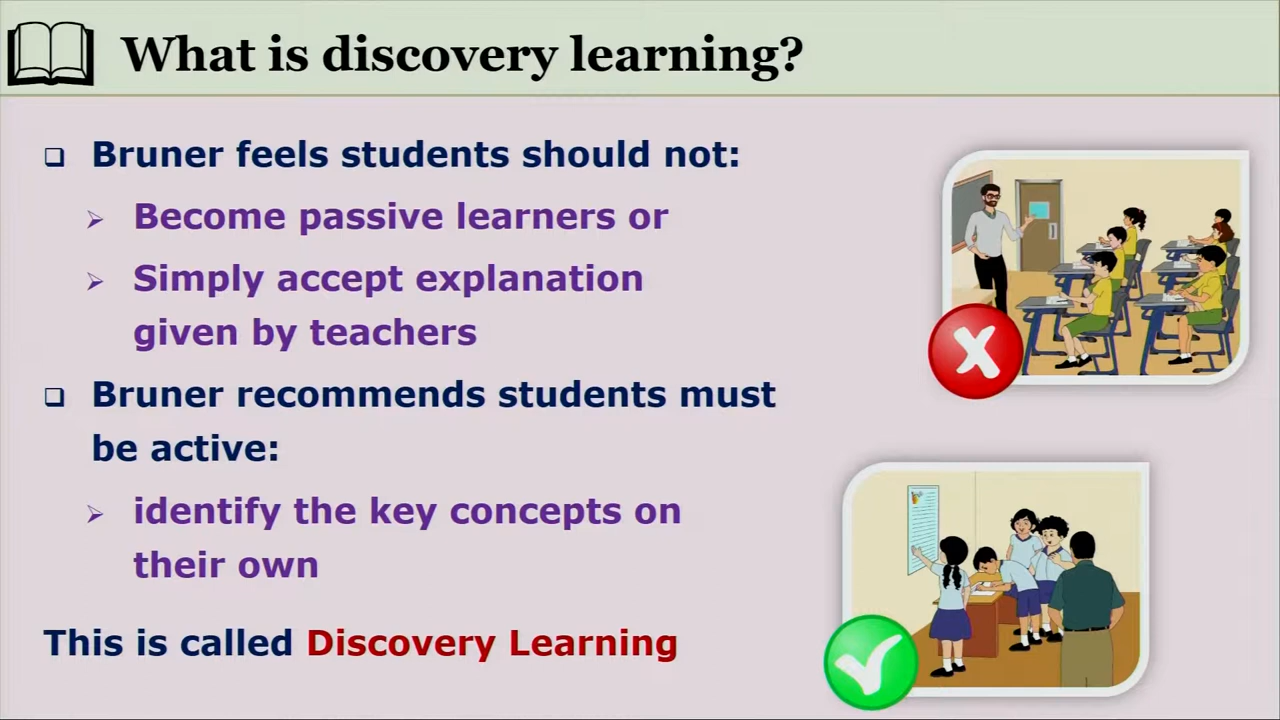 What is discovery learning?
Bruner feels students should not:
Become passive learners or
Simply accept explanation
given by teachers
Bruner recommends students must
be active:
identify the key concepts on
their own
This is called Discovery Learning